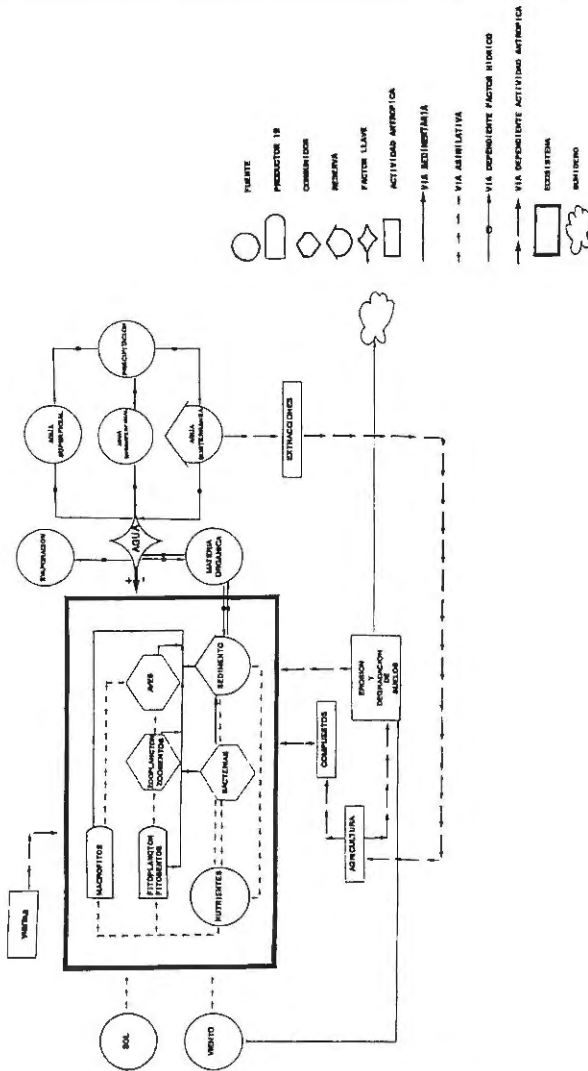 SOL
VIENTO
MACROFITOS
FITOPLANCTON
FITOBENTOS
NUTRIENTES
ZOOPLANCTON
ZOOBENTOS
BACTERIAS
AVES
SEDIMENTO
EVAPORACION
+ -
AGUA
MATERIA
ORGANICA
AGUA
SUPERFICIAL
AGUA
AGUA
SUBTERRANEA
PRECIPITACION
EXTRACCIONES
COMPUESTOS
AGRICULTURA
EROSION
Y
DEGRADACION
DE
SUELOS
FUENTE
PRODUCTOR 1º
CONSUMIDOR
RESERVA
FACTOR LLAVE
ACTIVIDAD ANTROPICA
VIA SEDIMENTARIA
VIA ASIMILATIVA
VIA DEPENDIENTE FACTOR HIDRICO
VIA DEPENDIENTE ACTIVIDAD ANTROPICA
ECOSISTEMA
SUMIDERO